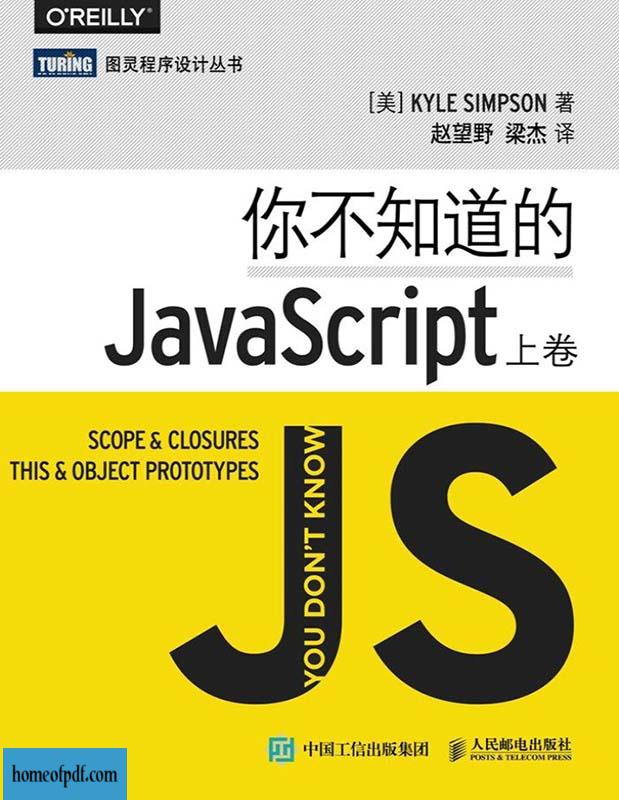 O'REILLY®
TURING 图灵程序设计丛书
[美] KYLE SIMPSON 著
赵望野 梁杰 译
你不知道的
JavaScript 上卷
SCOPE & CLOSURES
THIS & OBJECT PROTOTYPES
JS
YOU DON'T KNOW
中国工信出版集团
人民邮电出版社
POSTS & TELECOM PRESS
homeofpdf.com